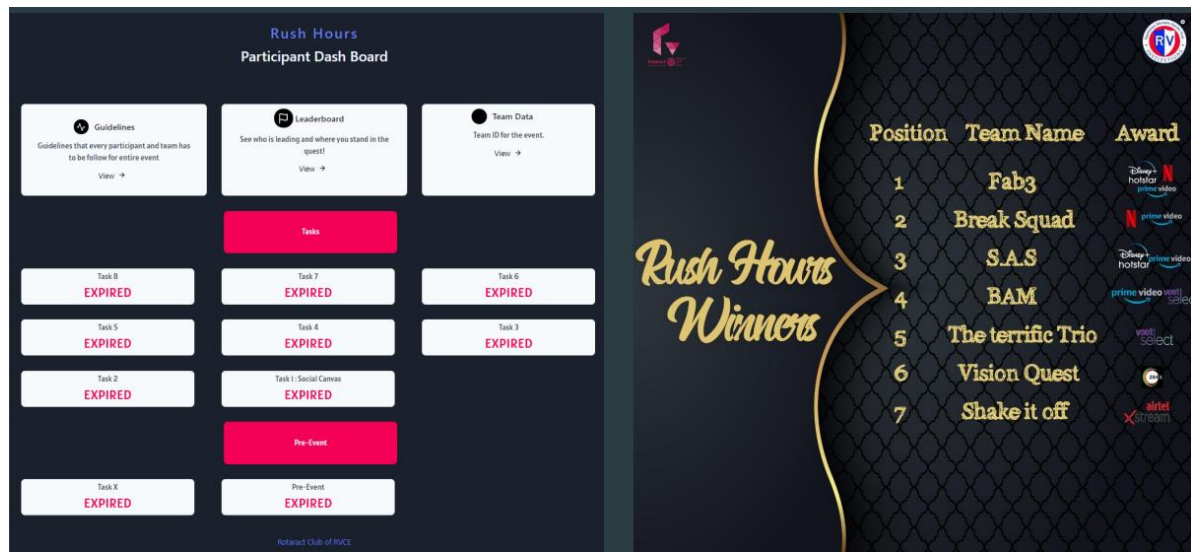 Rush Hours
Participant Dash Board
Guidelines
Guidelines that every participant and team has
to be follow for entire event
View →
Leaderboard
See who is leading and where you stand in the
quest!
View →
Team Data
Team ID for the event.
View →
Tasks
Task 8
EXPIRED
Task 7
EXPIRED
Task 6
EXPIRED
Task 5
EXPIRED
Task 4
EXPIRED
Task 3
EXPIRED
Task 2
EXPIRED
Task 1 : Social Canvas
EXPIRED
Pre-Event
Task X
EXPIRED
Pre-Event
EXPIRED
Rotaract Club of RVCE
RV
INSTITUTIONS
Rush Hours
Winners
Position Team Name Award
1 Fab3 Disney+ hotstar N prime video
2 Break Squad N prime video
3 S.A.S Disney+ hotstar prime video
4 BAM prime video voot select
5 The terrific Trio voot select
6 Vision Quest
7 Shake it off airtel Xstream